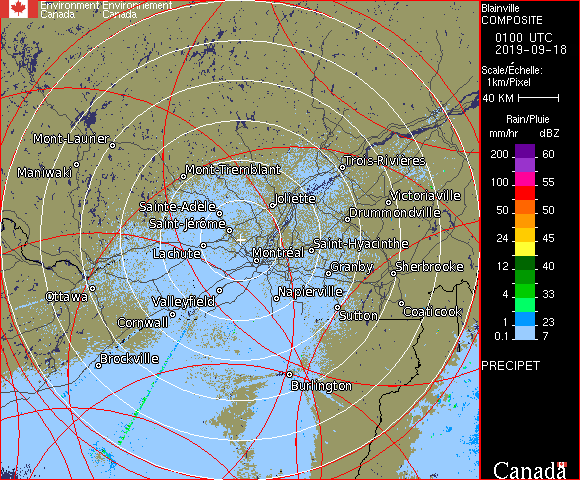 Environment Environnement
Canada Canada
Blainville
COMPOSITE
0100 UTC
2019-09-18
Scale/Échelle:
1km/Pixel
40 KM
Rain/Pluie
mm/hr dBZ
200 60
100 55
50 50
24 45
12 40
4 33
1 23
0.1 7
PRECIPET
Canada
Mont-Laurier
Maniwaki
Mont-Tremblant
Trois-Rivières
Sainte-Adèle
Joliette
Victoriaville
Drummondville
Saint-Jérôme
Lachute
Montréal
Saint-Hyacinthe
Granby
Sherbrooke
Ottawa
Valleyfield
Napierville
Cornwall
Sutton
Coaticook
Brockville
Burlington